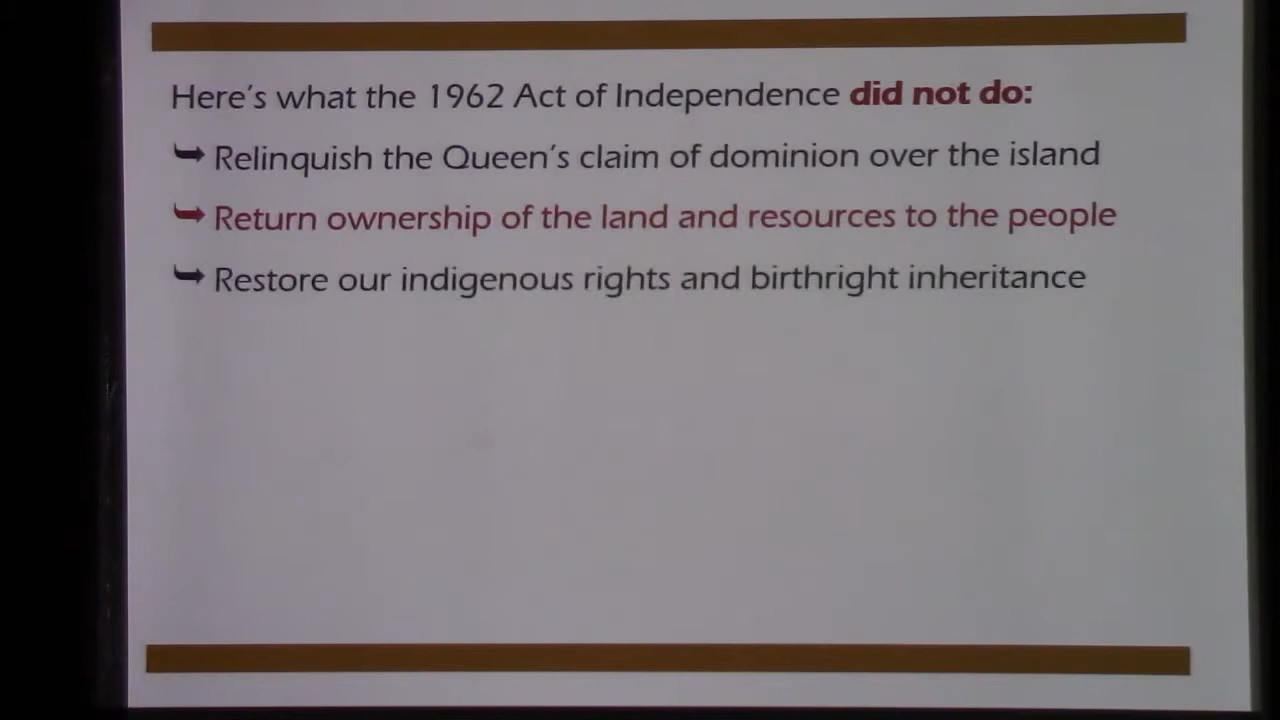 Here's what the 1962 Act of Independence did not do:
Relinquish the Queen's claim of dominion over the island
Return ownership of the land and resources to the people
Restore our indigenous rights and birthright inheritance